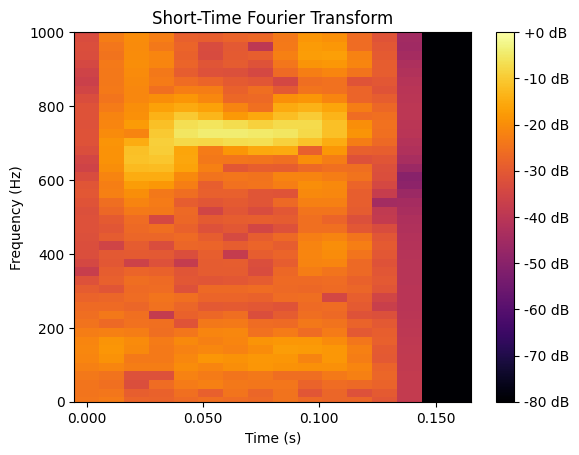 Short-Time Fourier Transform
1000
800
600
400
200
0
Frequency (Hz)
0.000
0.050
0.100
0.150
Time (s)
+0 dB
-10 dB
-20 dB
-30 dB
-40 dB
-50 dB
-60 dB
-70 dB
-80 dB